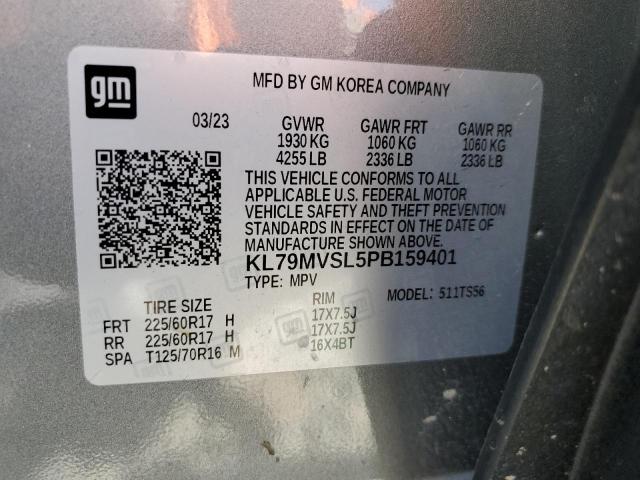 gm
MFD BY GM KOREA COMPANY
03/23 GVWR GAWR FRT GAWR RR
1930 KG 1060 KG 1060 KG
4255 LB 2336 LB 2336 LB
THIS VEHICLE CONFORMS TO ALL
APPLICABLE U.S. FEDERAL MOTOR
VEHICLE SAFETY AND THEFT PREVENTION
STANDARDS IN EFFECT ON THE DATE OF
MANUFACTURE SHOWN ABOVE.
KL79MVSL5PB159401
TYPE: MPV MODEL: 511TS56
TIRE SIZE RIM
FRT 225/60R17 H 17X7.5J
RR 225/60R17 H 17X7.5J
SPA T125/70R16 M 16X4BT